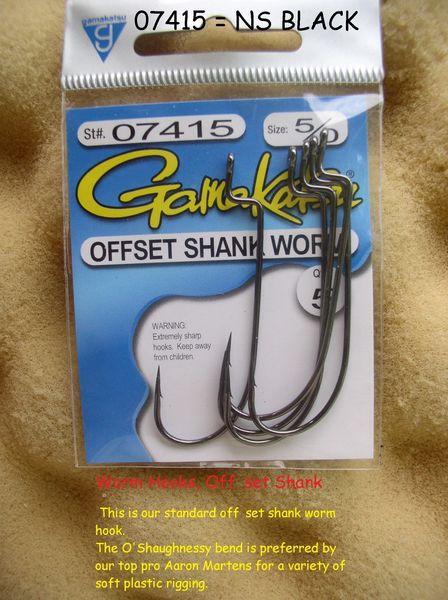 gamakatsu
07415 = NS BLACK
St#. 07415
Size: 5/0
Gamakatsu®
OFFSET SHANK WORM
5
WARNING:
Extremely sharp
hooks. Keep away
from children.
Worm Hooks, Off set Shank
This is our standard off set shank worm
hook.
The O'Shaughnessy bend is preferred by
our top pro Aaron Martens for a variety of
soft plastic rigging.